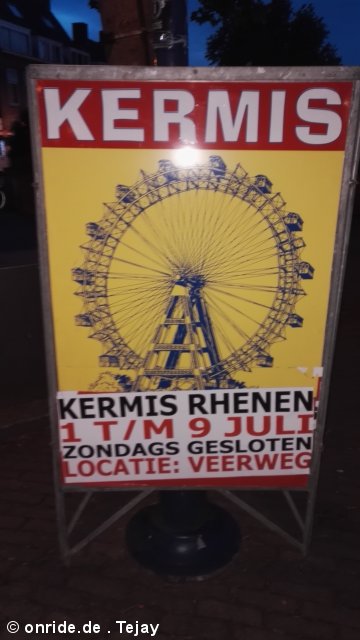 KERMIS
KERMIS RHENEN
1 T/M 9 JULI
ZONDAGS GESLOTEN
LOCATIE: VEERWEG
© onride.de . Tejay